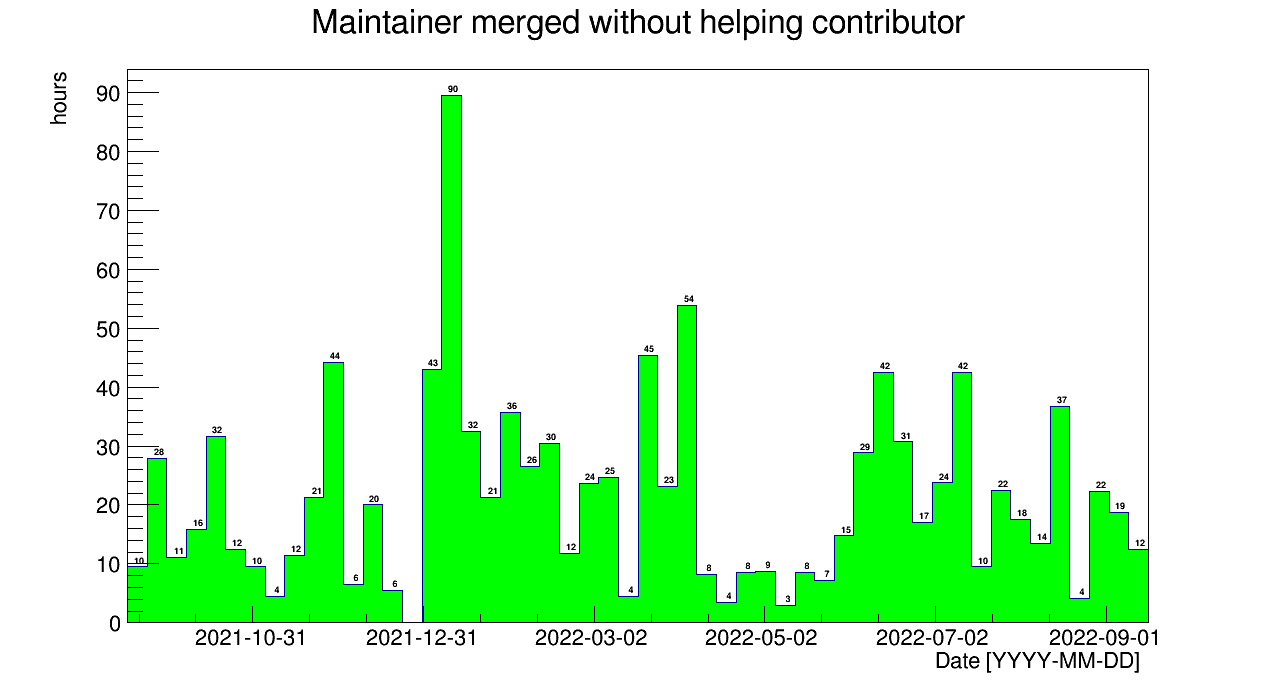 Maintainer merged without helping contributor
hours
90
80
70
60
50
40
30
20
10
0
10 28 11 16 32 12 10 4 12 21 44 6 20 6 43 90 32 21 36 26 30 12 24 25 4 45 23 54 8 4 8 9 3 8 7 15 29 42 31 17 24 42 10 22 18 14 37 4 22 19 12
2021-10-31 2021-12-31 2022-03-02 2022-05-02 2022-07-02 2022-09-01
Date [YYYY-MM-DD]